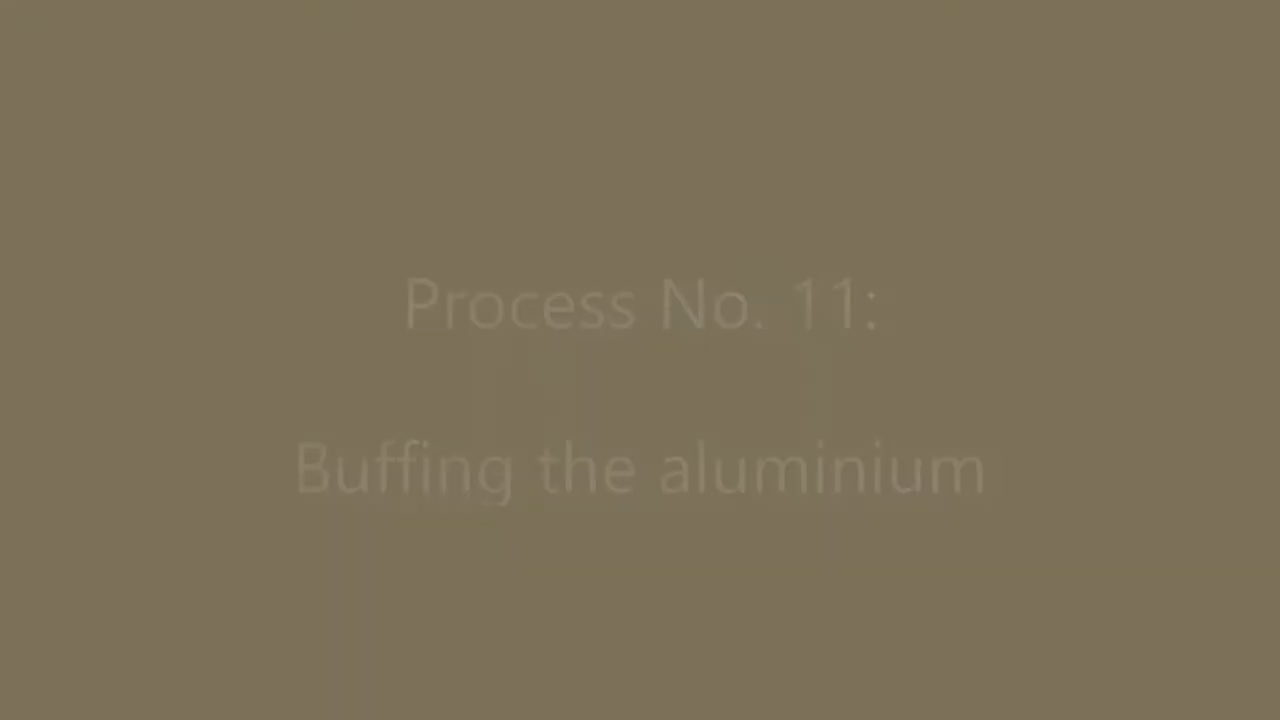 Process No. 11:
Buffing the aluminium